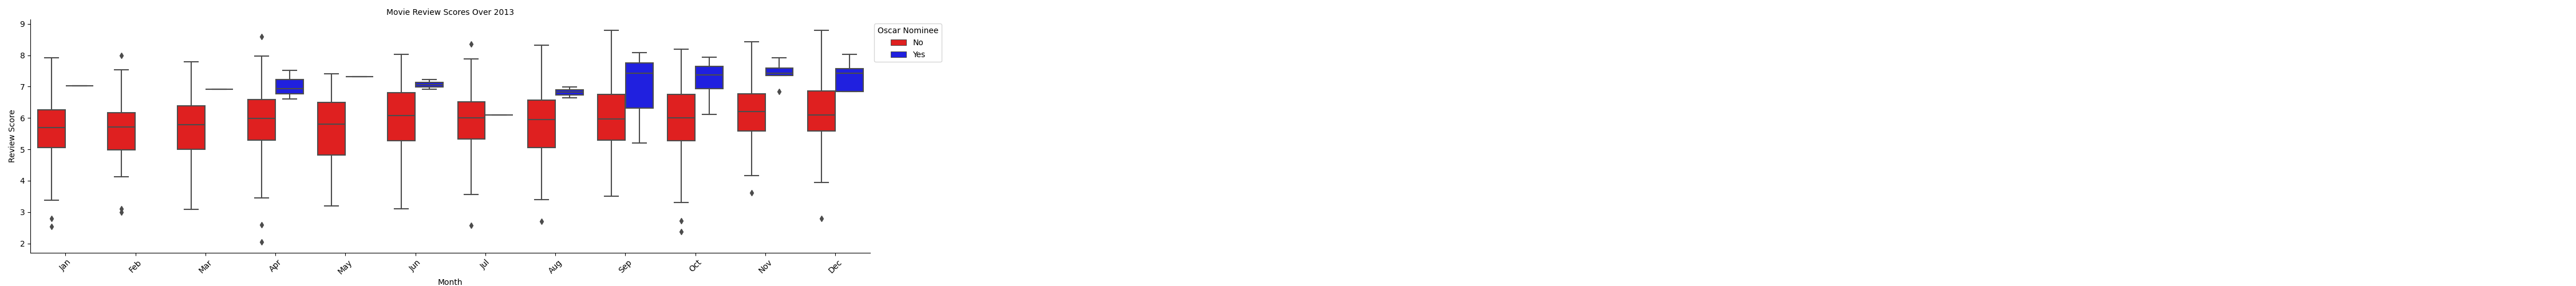 Movie Review Scores Over 2013
Oscar Nominee
No
Yes
Review Score
9
8
7
6
5
4
3
2
Jan
Feb
Mar
Apr
May
Jun
Jul
Aug
Sep
Oct
Nov
Dec
Month